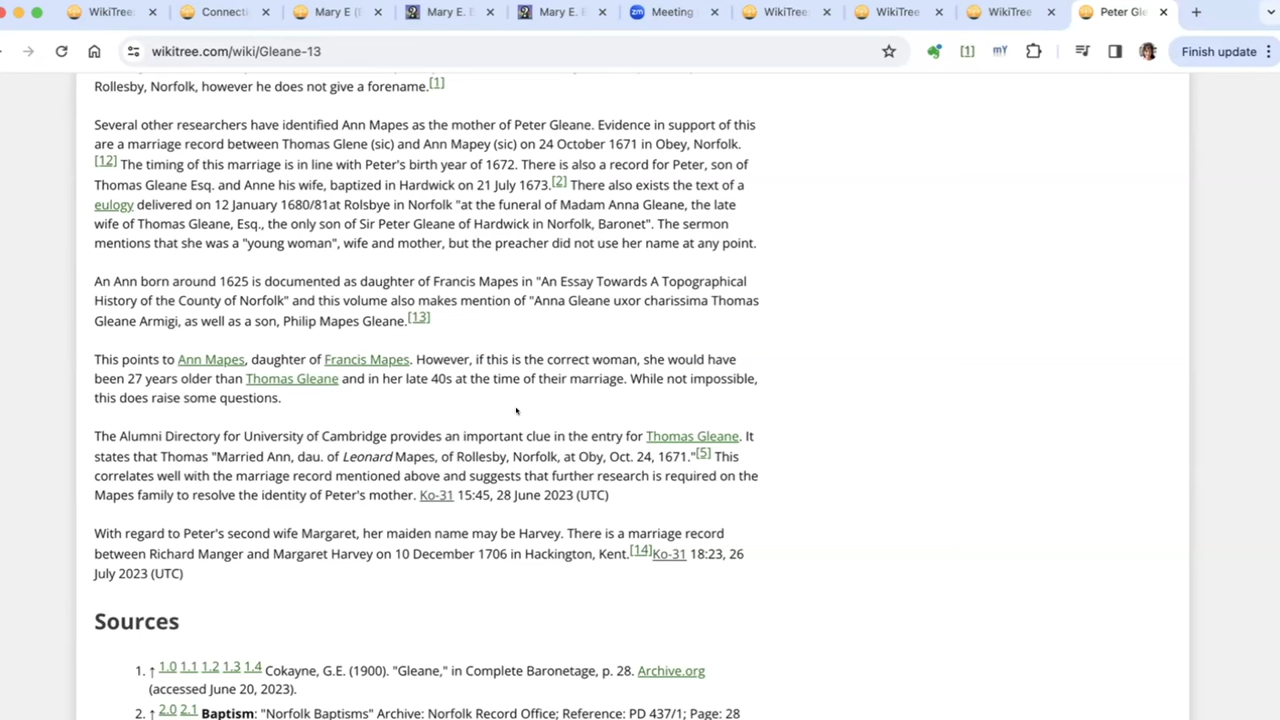 WikiTree:
Connecti
Mary E (
Mary E. B
Mary E. B
Meeting
WikiTree:
WikiTree
WikiTree
Peter Gle
wikitree.com/wiki/Gleane-13
[1]
mY
Finish update
Rollesby, Norfolk, however he does not give a forename.[1]
Several other researchers have identified Ann Mapes as the mother of Peter Gleane. Evidence in support of this
are a marriage record between Thomas Glene (sic) and Ann Mapey (sic) on 24 October 1671 in Obey, Norfolk.
[12] The timing of this marriage is in line with Peter's birth year of 1672. There is also a record for Peter, son of
Thomas Gleane Esq. and Anne his wife, baptized in Hardwick on 21 July 1673.[2] There also exists the text of a
eulogy delivered on 12 January 1680/81at Rolsbye in Norfolk "at the funeral of Madam Anna Gleane, the late
wife of Thomas Gleane, Esq., the only son of Sir Peter Gleane of Hardwick in Norfolk, Baronet". The sermon
mentions that she was a "young woman", wife and mother, but the preacher did not use her name at any point.
An Ann born around 1625 is documented as daughter of Francis Mapes in "An Essay Towards A Topographical
History of the County of Norfolk" and this volume also makes mention of "Anna Gleane uxor charissima Thomas
Gleane Armigi, as well as a son, Philip Mapes Gleane.[13]
This points to Ann Mapes, daughter of Francis Mapes. However, if this is the correct woman, she would have
been 27 years older than Thomas Gleane and in her late 40s at the time of their marriage. While not impossible,
this does raise some questions.
The Alumni Directory for University of Cambridge provides an important clue in the entry for Thomas Gleane. It
states that Thomas "Married Ann, dau. of Leonard Mapes, of Rollesby, Norfolk, at Oby, Oct. 24, 1671."[5] This
correlates well with the marriage record mentioned above and suggests that further research is required on the
Mapes family to resolve the identity of Peter's mother. Ko-31 15:45, 28 June 2023 (UTC)
With regard to Peter's second wife Margaret, her maiden name may be Harvey. There is a marriage record
between Richard Manger and Margaret Harvey on 10 December 1706 in Hackington, Kent.[14]Ko-31 18:23, 26
July 2023 (UTC)
Sources
1. ↑ 1.0 1.1 1.2 1.3 1.4 Cokayne, G.E. (1900). "Gleane," in Complete Baronetage, p. 28. Archive.org
(accessed June 20, 2023).
2. ↑ 2.0 2.1 Baptism: "Norfolk Baptisms" Archive: Norfolk Record Office; Reference: PD 437/1; Page: 28